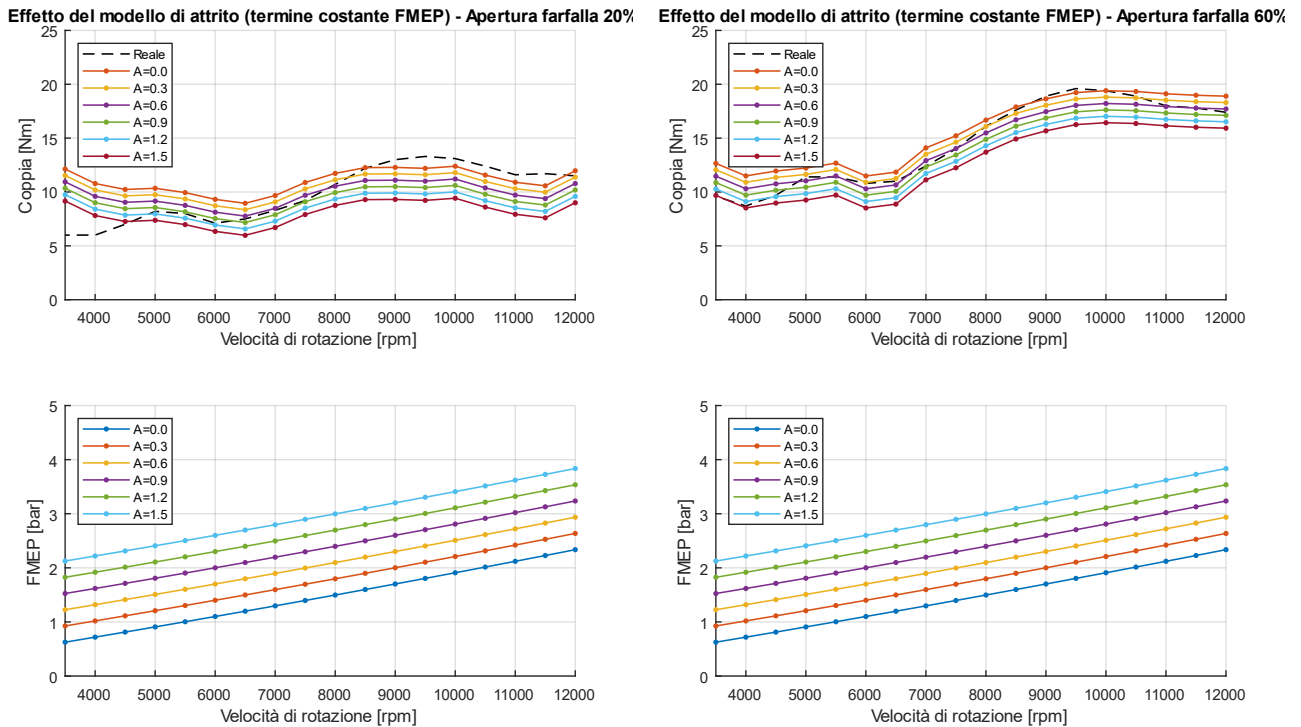 Effetto del modello di attrito (termine costante FMEP) - Apertura farfalla 20%
25
20
15
10
5
0
Coppia [Nm]
Reale
A=0.0
A=0.3
A=0.6
A=0.9
A=1.2
A=1.5
4000 5000 6000 7000 8000 9000 10000 11000 12000
Velocità di rotazione [rpm]
Effetto del modello di attrito (termine costante FMEP) - Apertura farfalla 60%
25
20
15
10
5
0
Coppia [Nm]
Reale
A=0.0
A=0.3
A=0.6
A=0.9
A=1.2
A=1.5
4000 5000 6000 7000 8000 9000 10000 11000 12000
Velocità di rotazione [rpm]
5
4
3
2
1
0
FMEP [bar]
A=0.0
A=0.3
A=0.6
A=0.9
A=1.2
A=1.5
4000 5000 6000 7000 8000 9000 10000 11000 12000
Velocità di rotazione [rpm]
5
4
3
2
1
0
FMEP [bar]
A=0.0
A=0.3
A=0.6
A=0.9
A=1.2
A=1.5
4000 5000 6000 7000 8000 9000 10000 11000 12000
Velocità di rotazione [rpm]